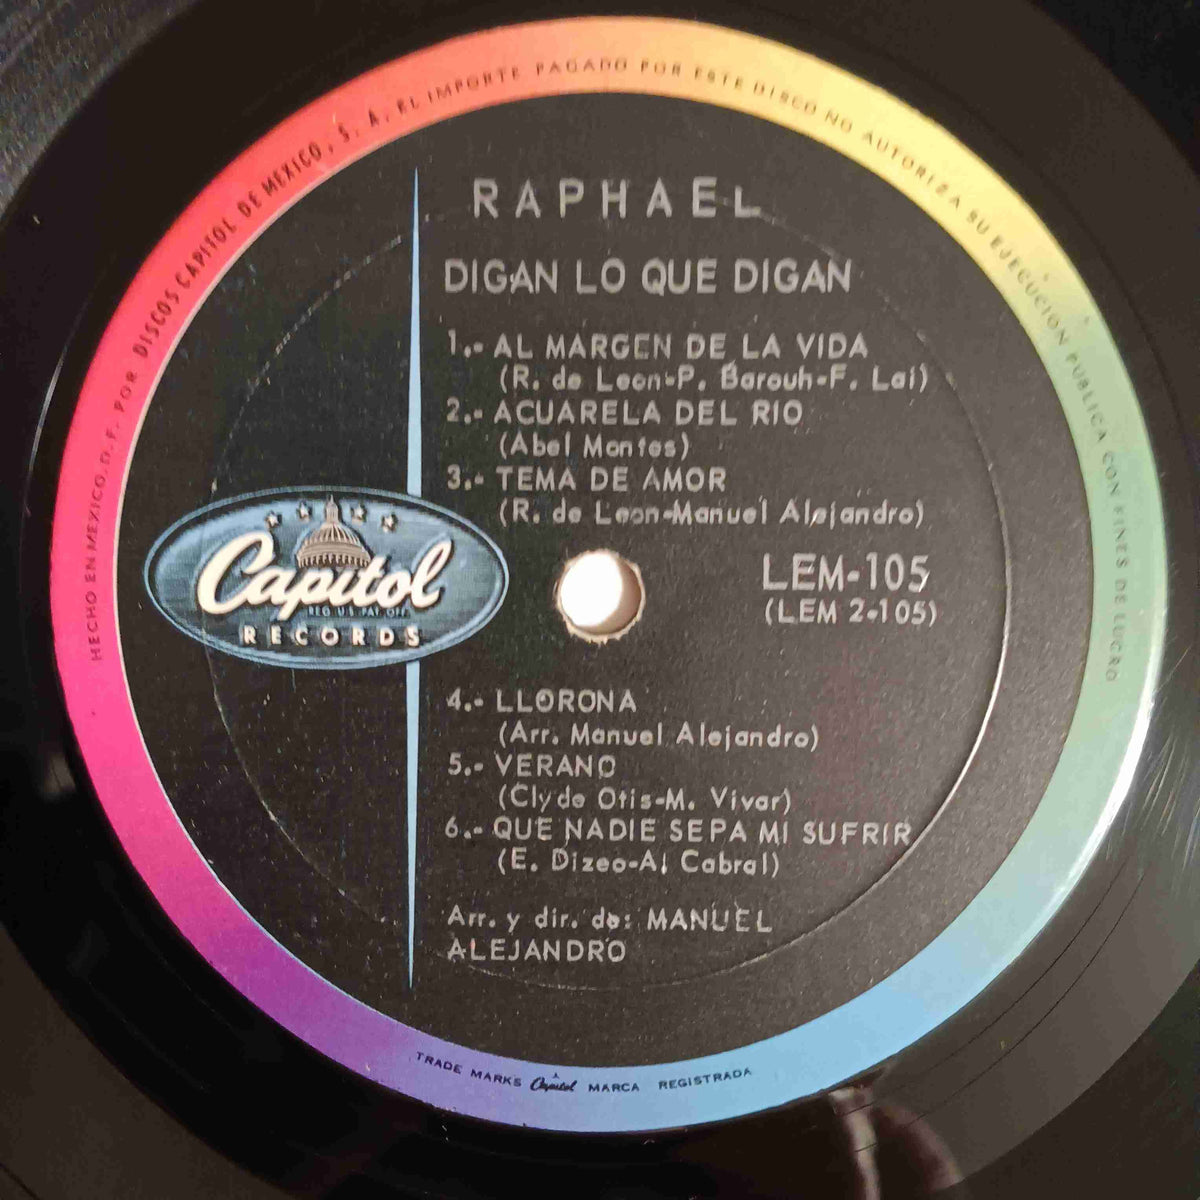 HECHO EN MEXICO, D. F. POR DISCOS CAPITOL DE MEXICO, S. A. EL IMPORTE PAGADO POR ESTE DISCO NO AUTORIZA SU EJECUCION PUBLICA CON FINES DE LUCRO
RAPHAEL
DIGAN LO QUE DIGAN
1.- AL MARGEN DE LA VIDA
(R. de Leon-P. Barouh-F. Lai)
2.- ACUARELA DEL RIO
(Abel Montes)
3.- TEMA DE AMOR
(R. de Leon-Manuel Alejandro)
Capitol
REG. U.S. PAT. OFF.
RECORDS
LEM-105
(LEM 2-105)
4.- LLORONA
(Arr. Manuel Alejandro)
5.- VERANO
(Clyde Otis-M. Vivar)
6.- QUE NADIE SEPA MI SUFRIR
(E. Dizeo-A. Cabral)
Arr. y dir. de: MANUEL
ALEJANDRO
TRADE MARKS Capitol MARCA REGISTRADA